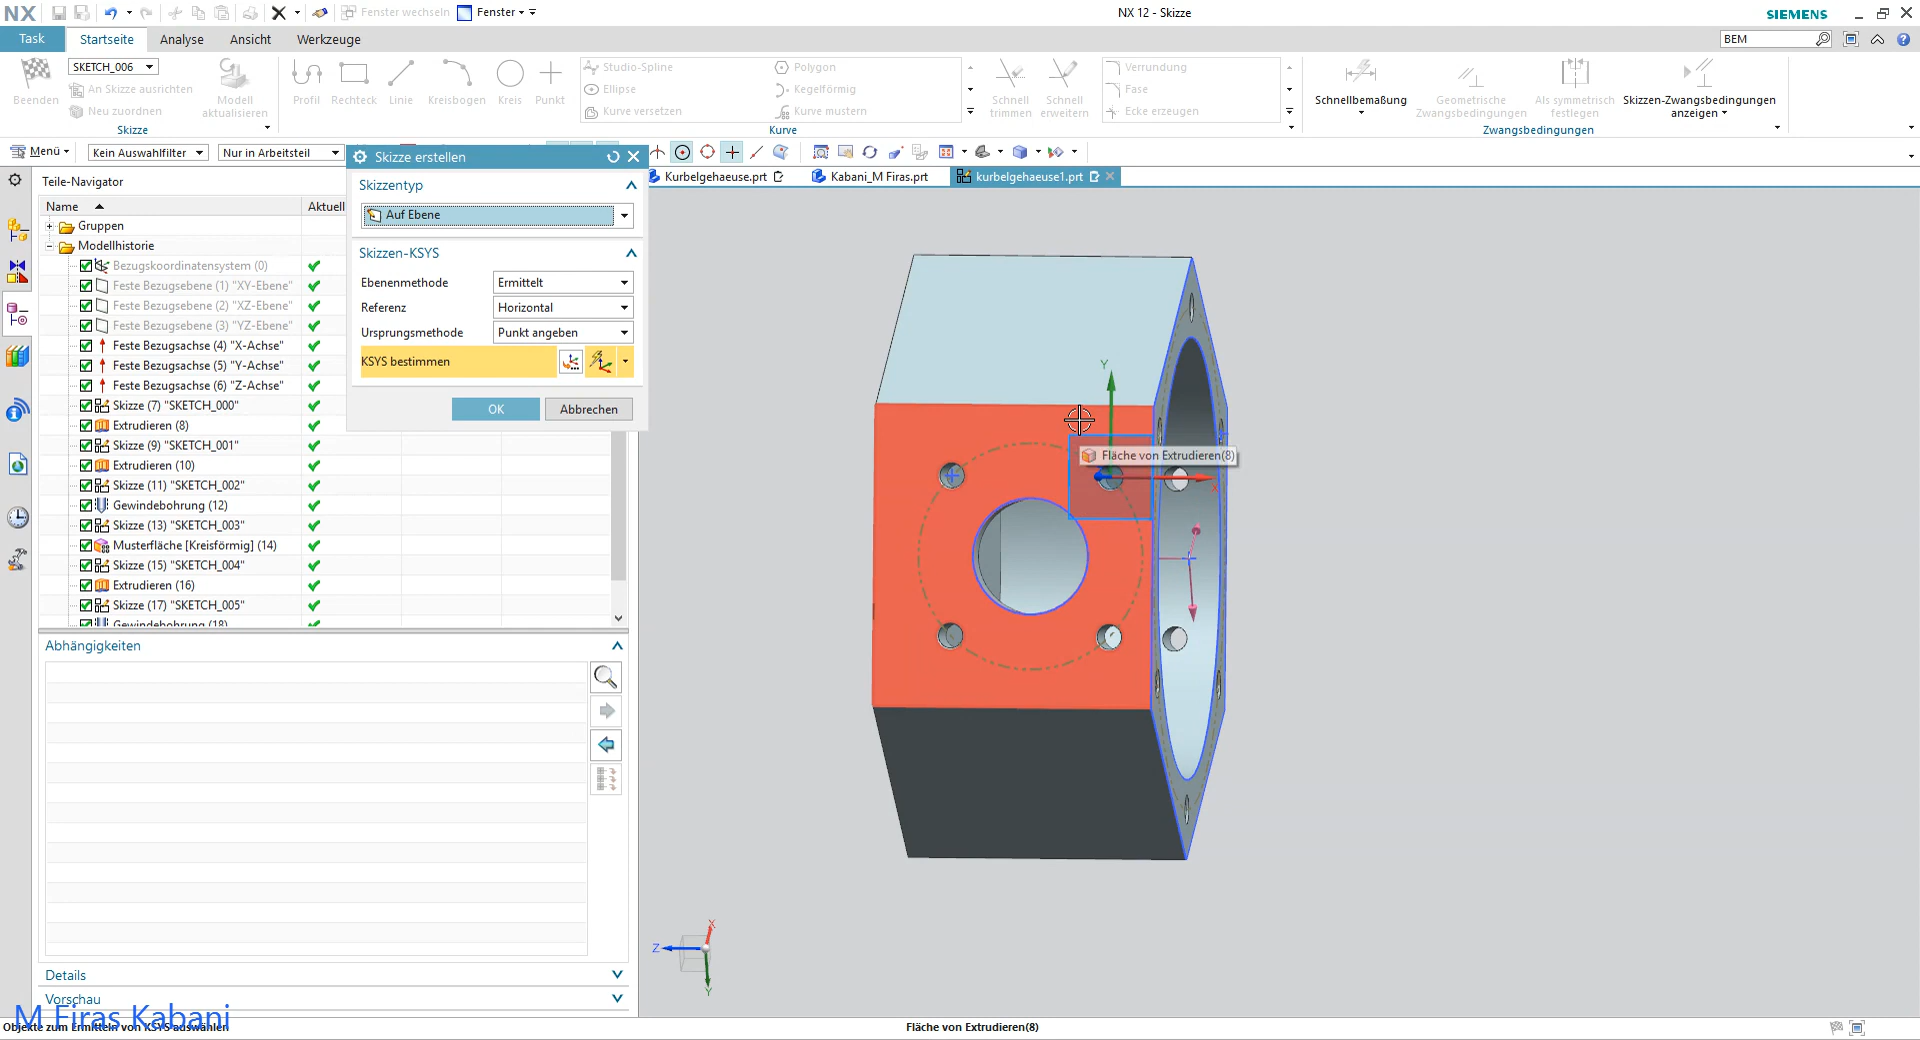 NX
Fenster wechseln
Fenster
NX 12 - Skizze
SIEMENS
Task
Startseite
Analyse
Ansicht
Werkzeuge
BEM
SKETCH_006
Beenden
An Skizze ausrichten
Neu zuordnen
Modell
aktualisieren
Skizze
Profil
Rechteck
Linie
Kreisbogen
Kreis
Punkt
Studio-Spline
Ellipse
Kurve versetzen
Polygon
Kegelförmig
Kurve mustern
Schnell
trimmen
Schnell
erweitern
Verrundung
Fase
Ecke erzeugen
Kurve
Schnellbemaßung
Geometrische
Zwangsbedingungen
Als symmetrisch
festlegen
Skizzen-Zwangsbedingungen
anzeigen
Zwangsbedingungen
Menü
Kein Auswahlfilter
Nur in Arbeitsteil
Skizze erstellen
Kurbelgehaeuse.prt
Kabani_M Firas.prt
kurbelgehaeuse1.prt
Teile-Navigator
Name
Aktuell
Gruppen
Modellhistorie
Bezugskoordinatensystem (0)
Feste Bezugsebene (1) "XY-Ebene"
Feste Bezugsebene (2) "XZ-Ebene"
Feste Bezugsebene (3) "YZ-Ebene"
Feste Bezugsachse (4) "X-Achse"
Feste Bezugsachse (5) "Y-Achse"
Feste Bezugsachse (6) "Z-Achse"
Skizze (7) "SKETCH_000"
Extrudieren (8)
Skizze (9) "SKETCH_001"
Extrudieren (10)
Skizze (11) "SKETCH_002"
Gewindebohrung (12)
Skizze (13) "SKETCH_003"
Musterfläche [Kreisförmig] (14)
Skizze (15) "SKETCH_004"
Extrudieren (16)
Skizze (17) "SKETCH_005"
Gewindebohrung (18)
Skizzentyp
Auf Ebene
Skizzen-KSYS
Ebenenmethode
Ermittelt
Referenz
Horizontal
Ursprungsmethode
Punkt angeben
KSYS bestimmen
OK
Abbrechen
Y
Fläche von Extrudieren(8)
X
Abhängigkeiten
X
Z
Y
Details
Vorschau
M Firas Kabani
Objekte zum Ermitteln von KSYS auswählen
Fläche von Extrudieren(8)